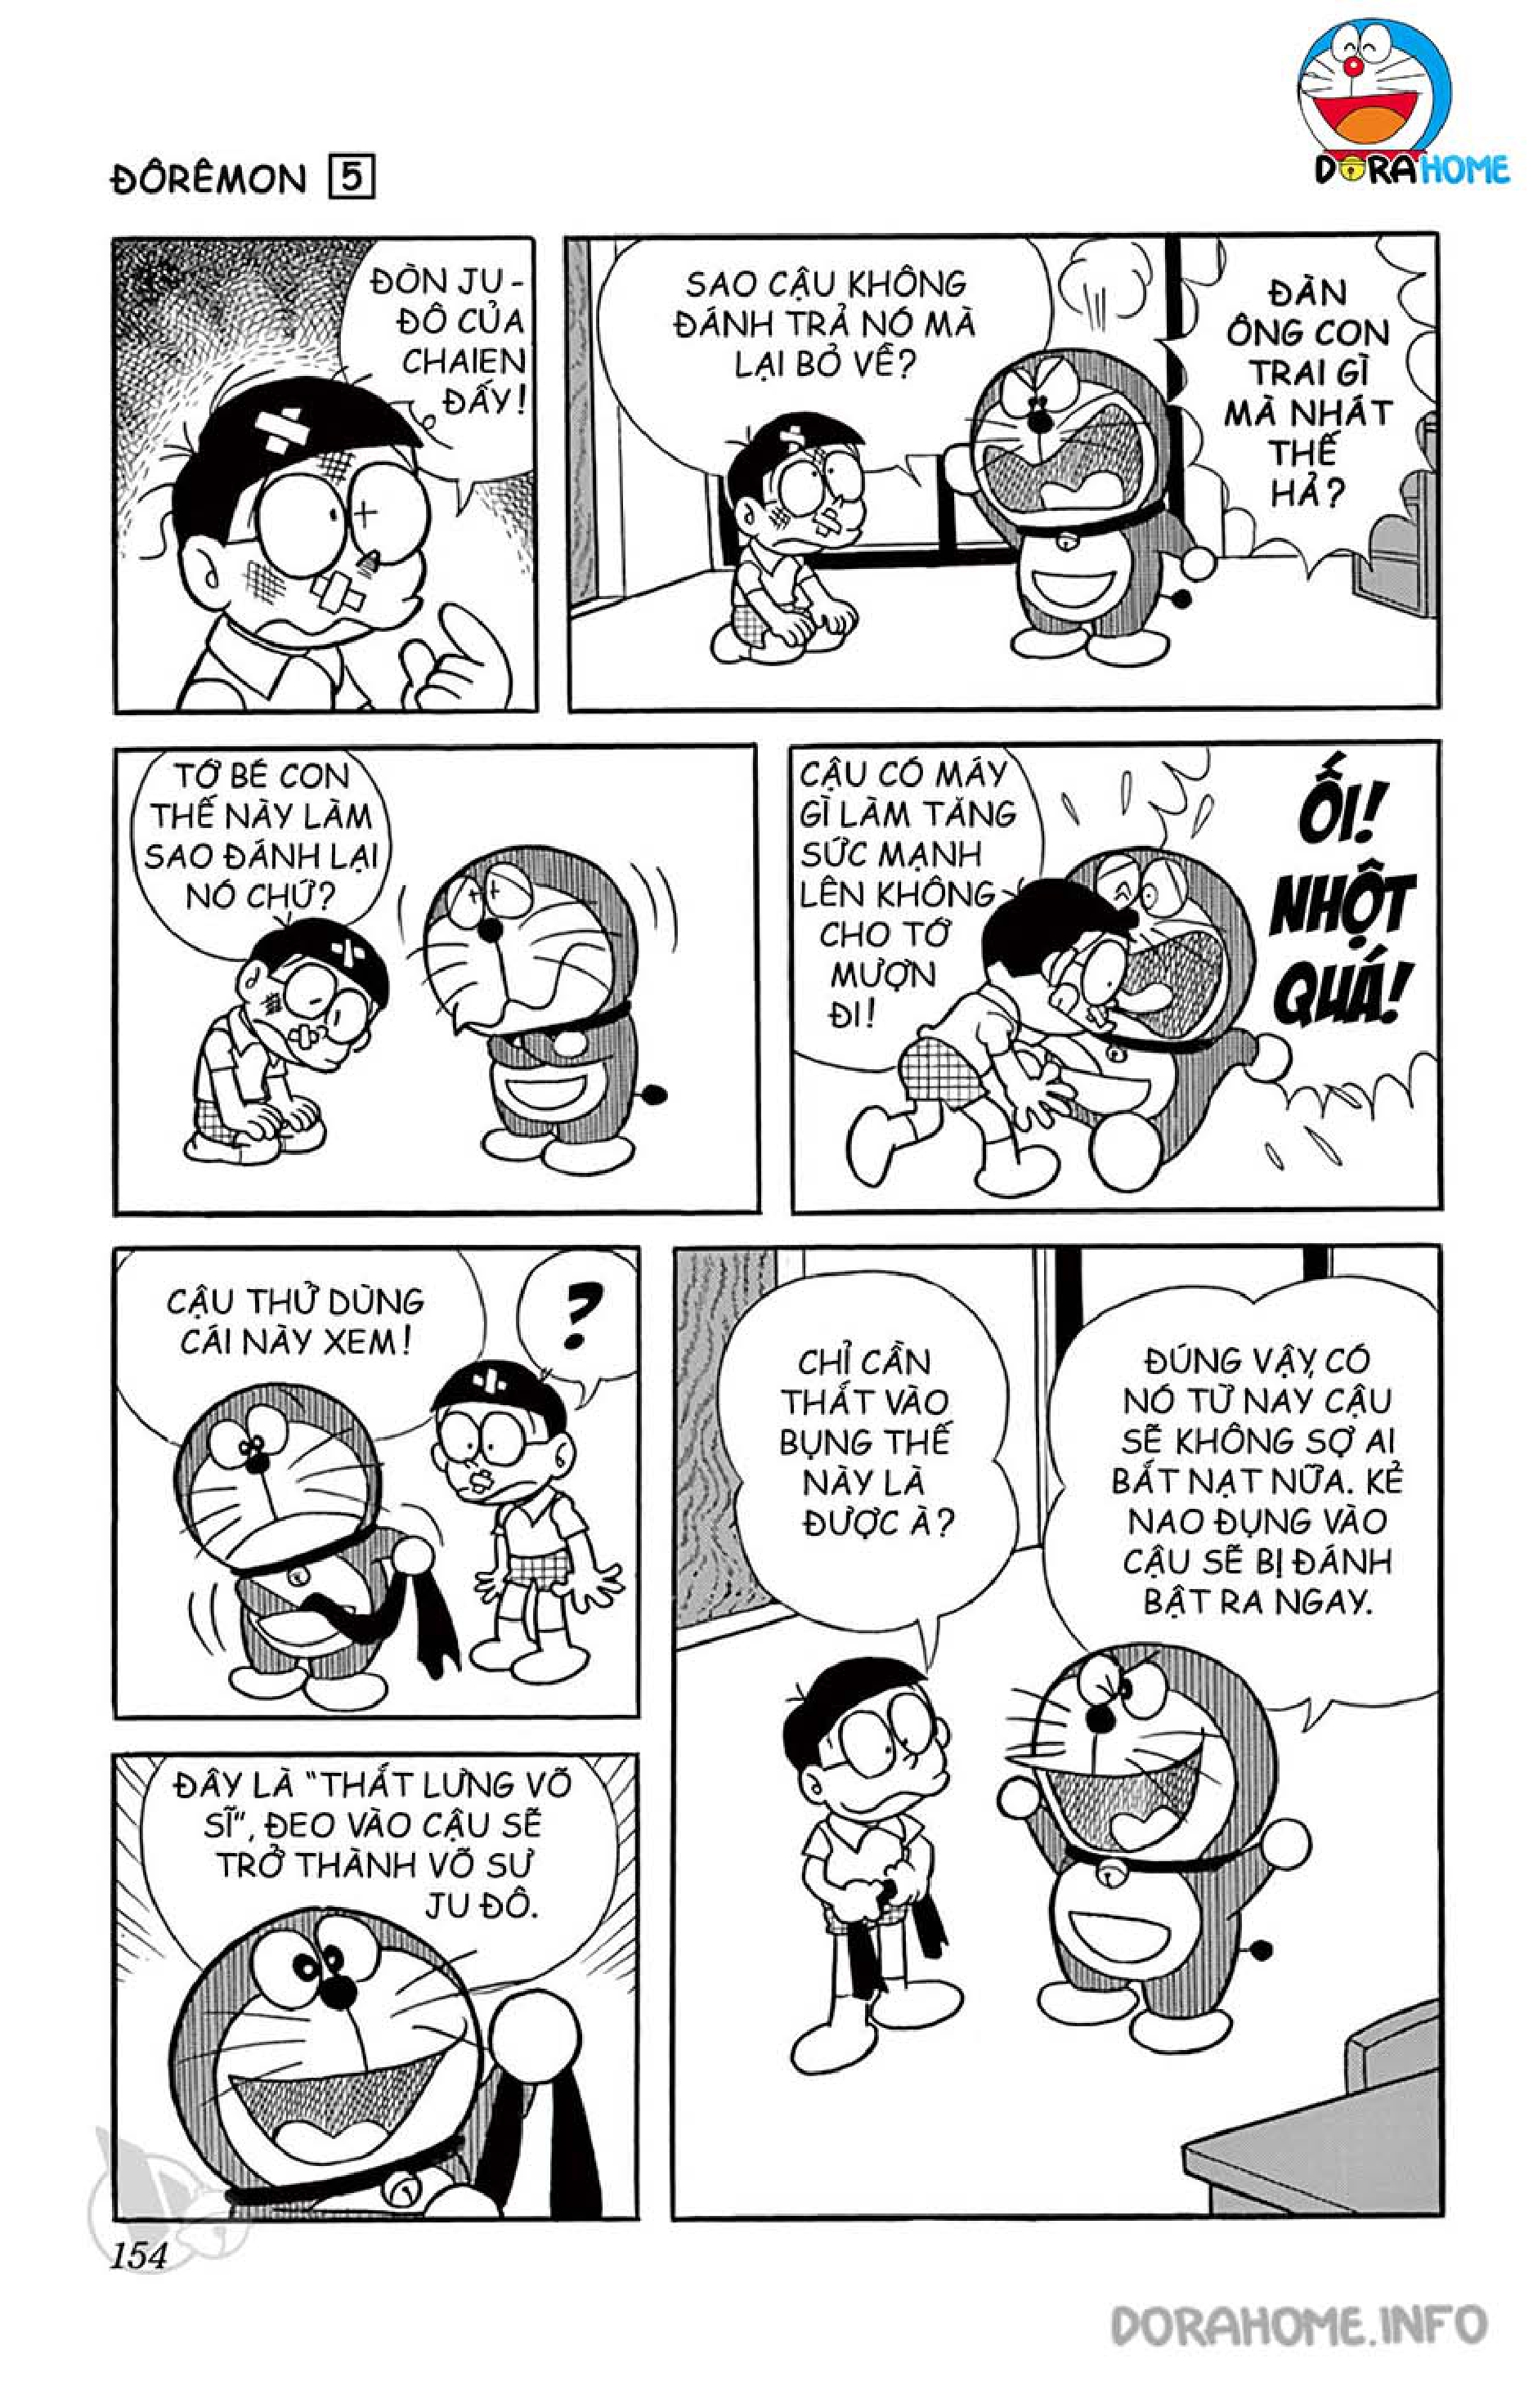 DORAHOME
ĐÔRÊMON 5
ĐÒN JU -
ĐÔ CỦA
CHAIEN
ĐẤY!
SAO CẬU KHÔNG
ĐÁNH TRẢ NÓ MÀ
LẠI BỎ VỀ?
ĐÀN
ÔNG CON
TRAI GÌ
MÀ NHÁT
THẾ
HẢ?
TỚ BÉ CON
THẾ NÀY LÀM
SAO ĐÁNH LẠI
NÓ CHỨ?
CẬU CÓ MÁY
GÌ LÀM TĂNG
SỨC MẠNH
LÊN KHÔNG
CHO TỚ
MƯỢN
ĐI!
ỐI!
NHỘT
QUÁ!
CẬU THỬ DÙNG
CÁI NÀY XEM!
?
ĐÂY LÀ "THẮT LƯNG VÕ
SĨ", ĐEO VÀO CẬU SẼ
TRỞ THÀNH VÕ SƯ
JU ĐÔ.
CHỈ CẦN
THẮT VÀO
BỤNG THẾ
NÀY LÀ
ĐƯỢC À?
ĐÚNG VẬY, CÓ
NÓ TỪ NAY CẬU
SẼ KHÔNG SỢ AI
BẮT NẠT NỮA. KẺ
NAO ĐỤNG VÀO
CẬU SẼ BỊ ĐÁNH
BẬT RA NGAY.
154
DORAHOME.INFO